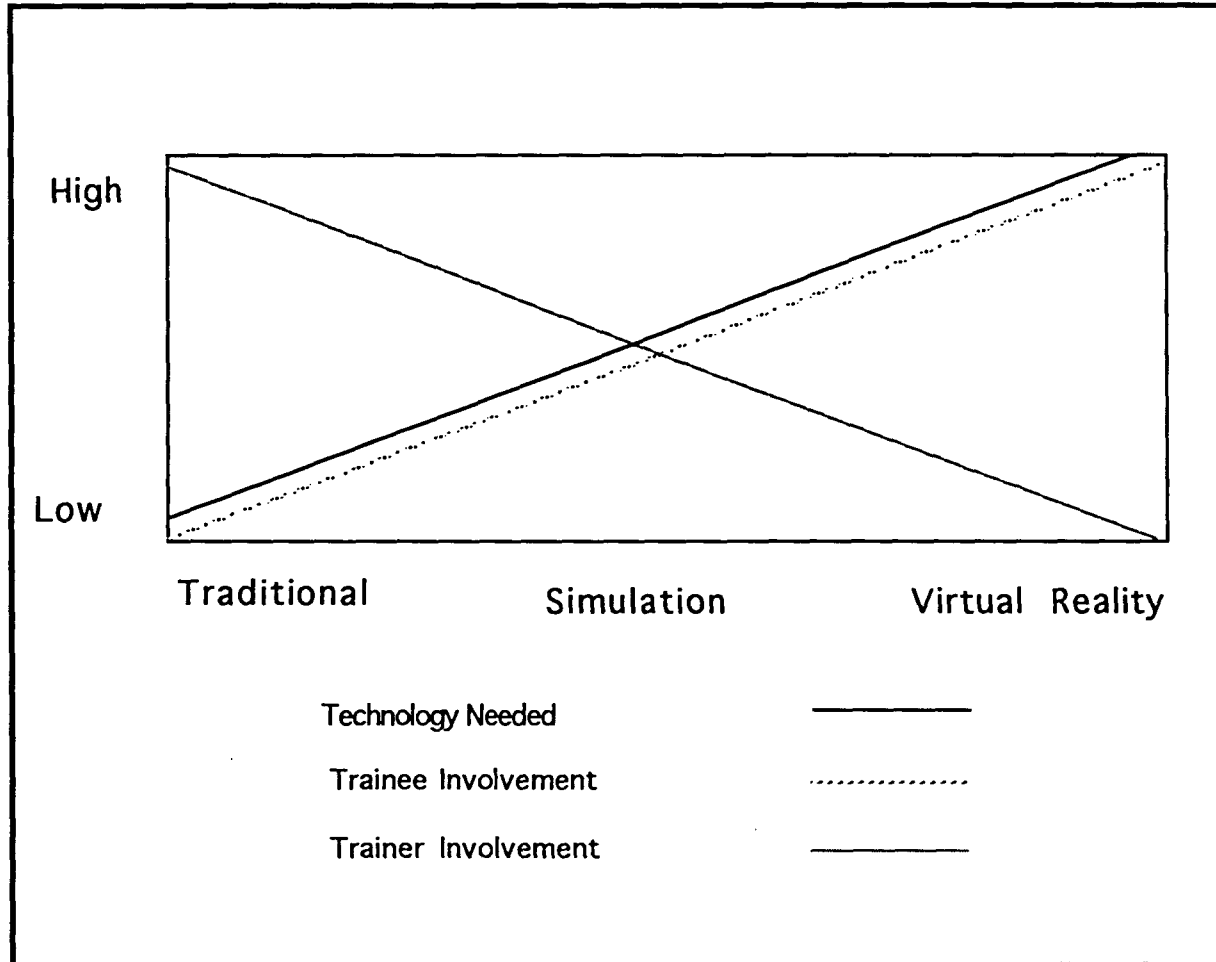 High
Low
Traditional Simulation Virtual Reality
Technology Needed
Trainee Involvement
Trainer Involvement